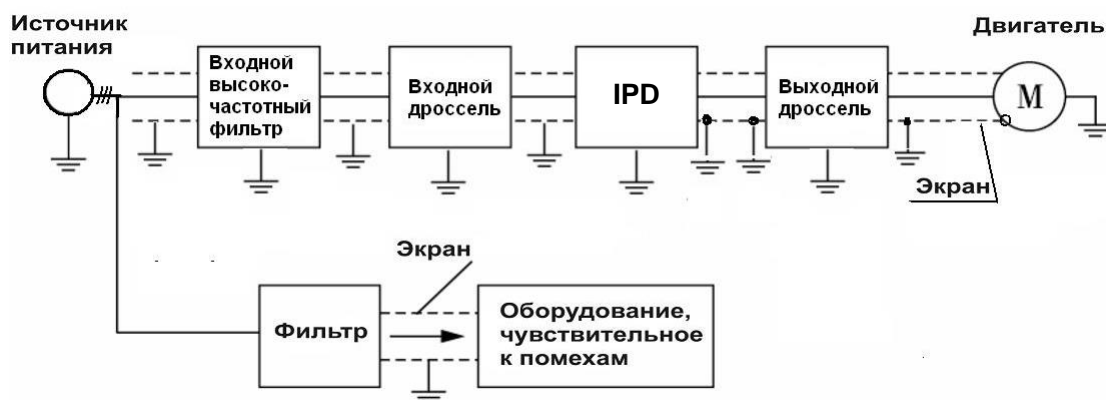 Источник
питания
Входной
высоко-
частотный
фильтр
Входной
дроссель
IPD
Выходной
дроссель
Двигатель
М
Экран
Экран
Фильтр
Оборудование,
чувствительное
к помехам